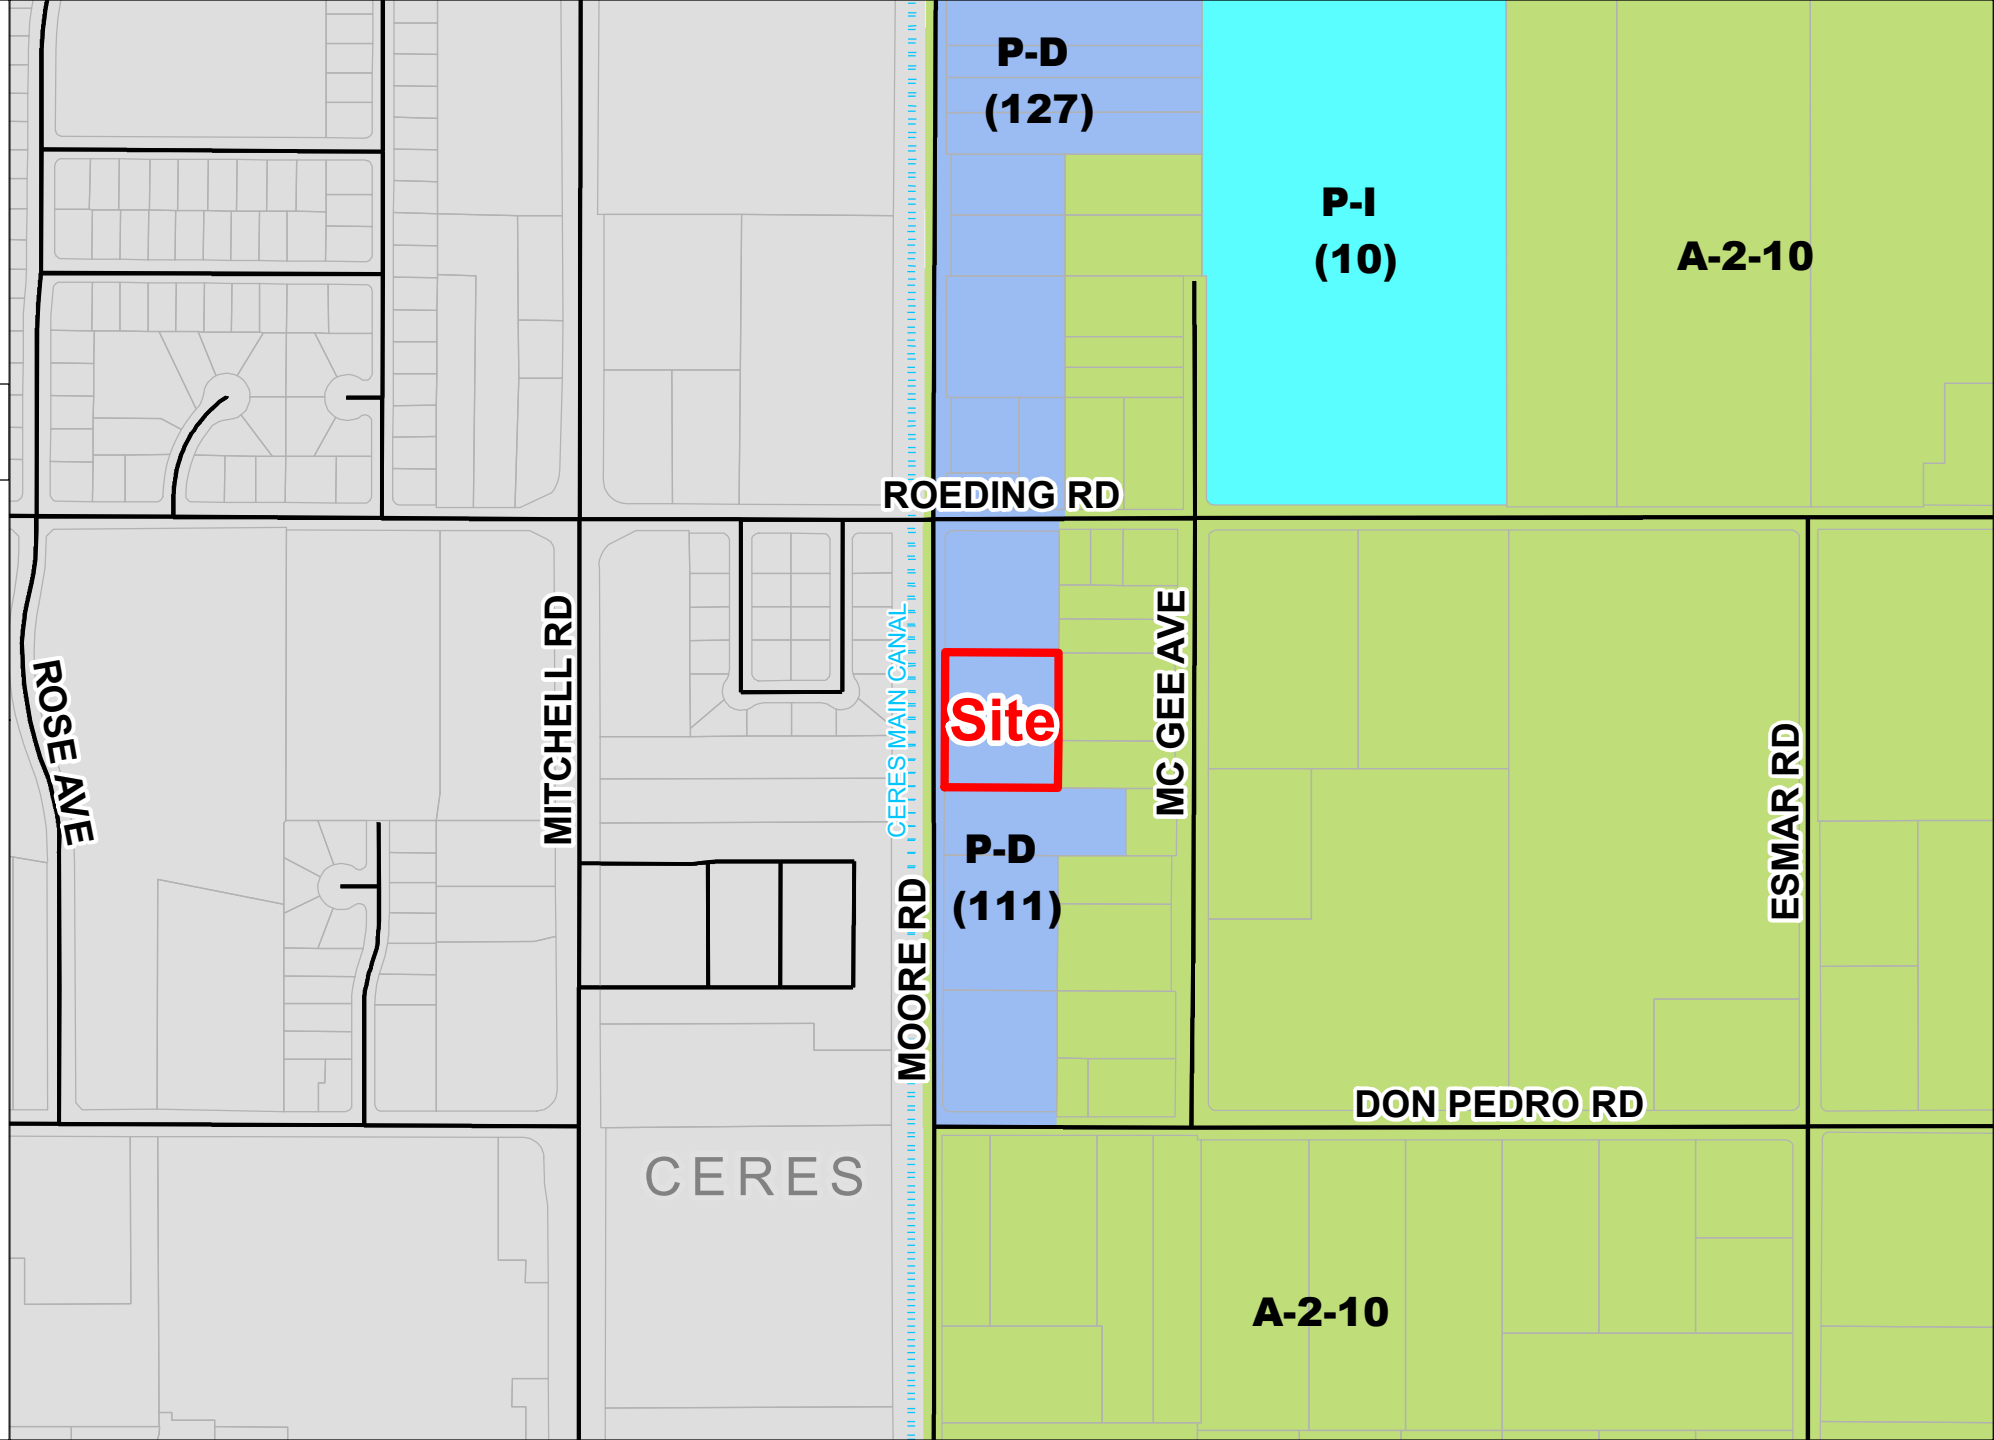 P-D
(127)
P-I
(10)
A-2-10
ROEDING RD
ROSE AVE
MITCHELL RD
CERES MAIN CANAL
Site
MC GEE AVE
ESMAR RD
P-D
(111)
MOORE RD
DON PEDRO RD
CERES
A-2-10